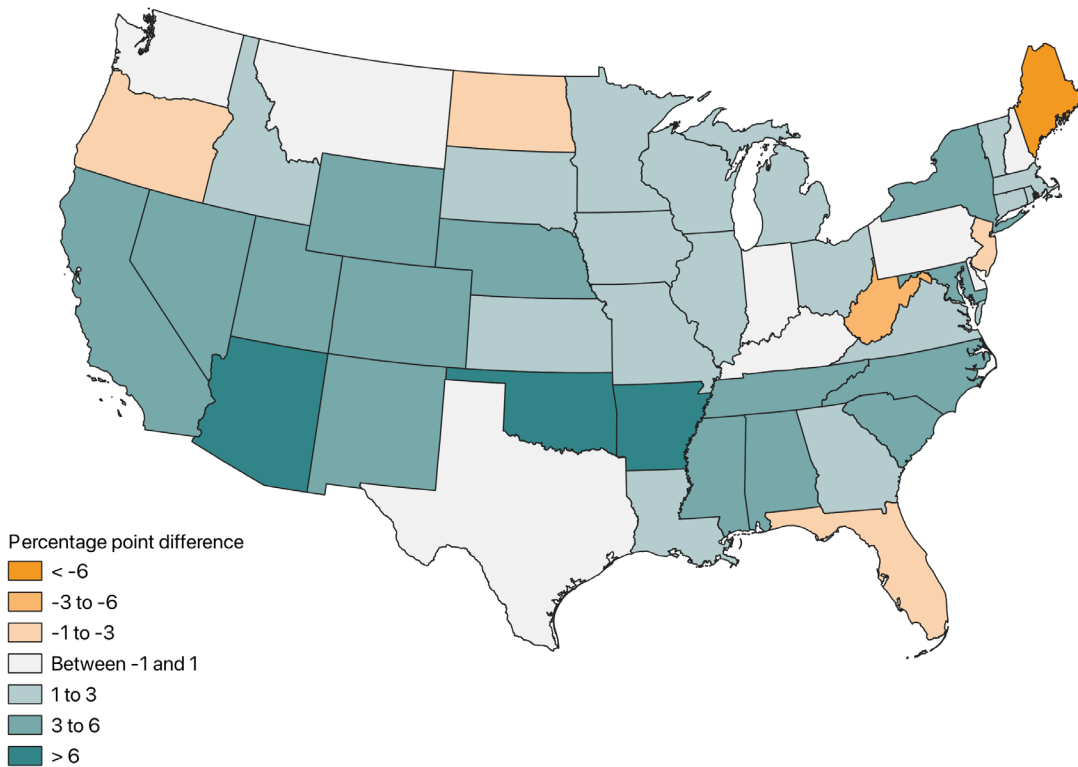 Percentage point difference
< -6
-3 to -6
-1 to -3
Between -1 and 1
1 to 3
3 to 6
> 6